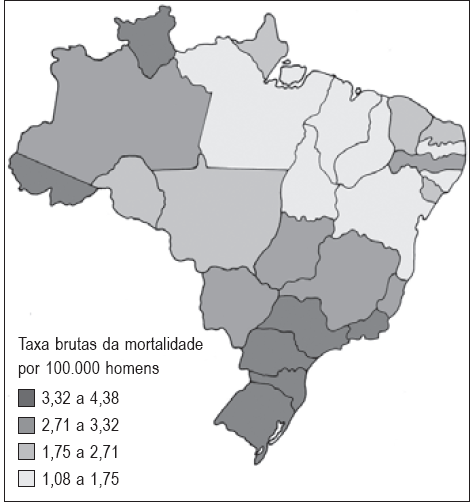 Taxa brutas da mortalidade
por 100.000 homens
3,32 a 4,38
2,71 a 3,32
1,75 a 2,71
1,08 a 1,75